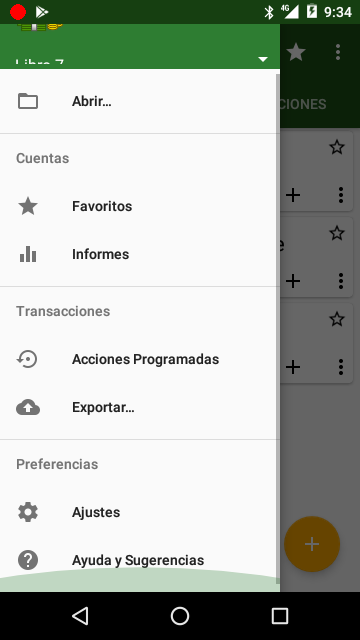 4G 9:34
Libro 7
CIONES
Abrir...
Cuentas
Favoritos
e
Informes
Transacciones
Acciones Programadas
Exportar...
Preferencias
Ajustes
Ayuda y Sugerencias